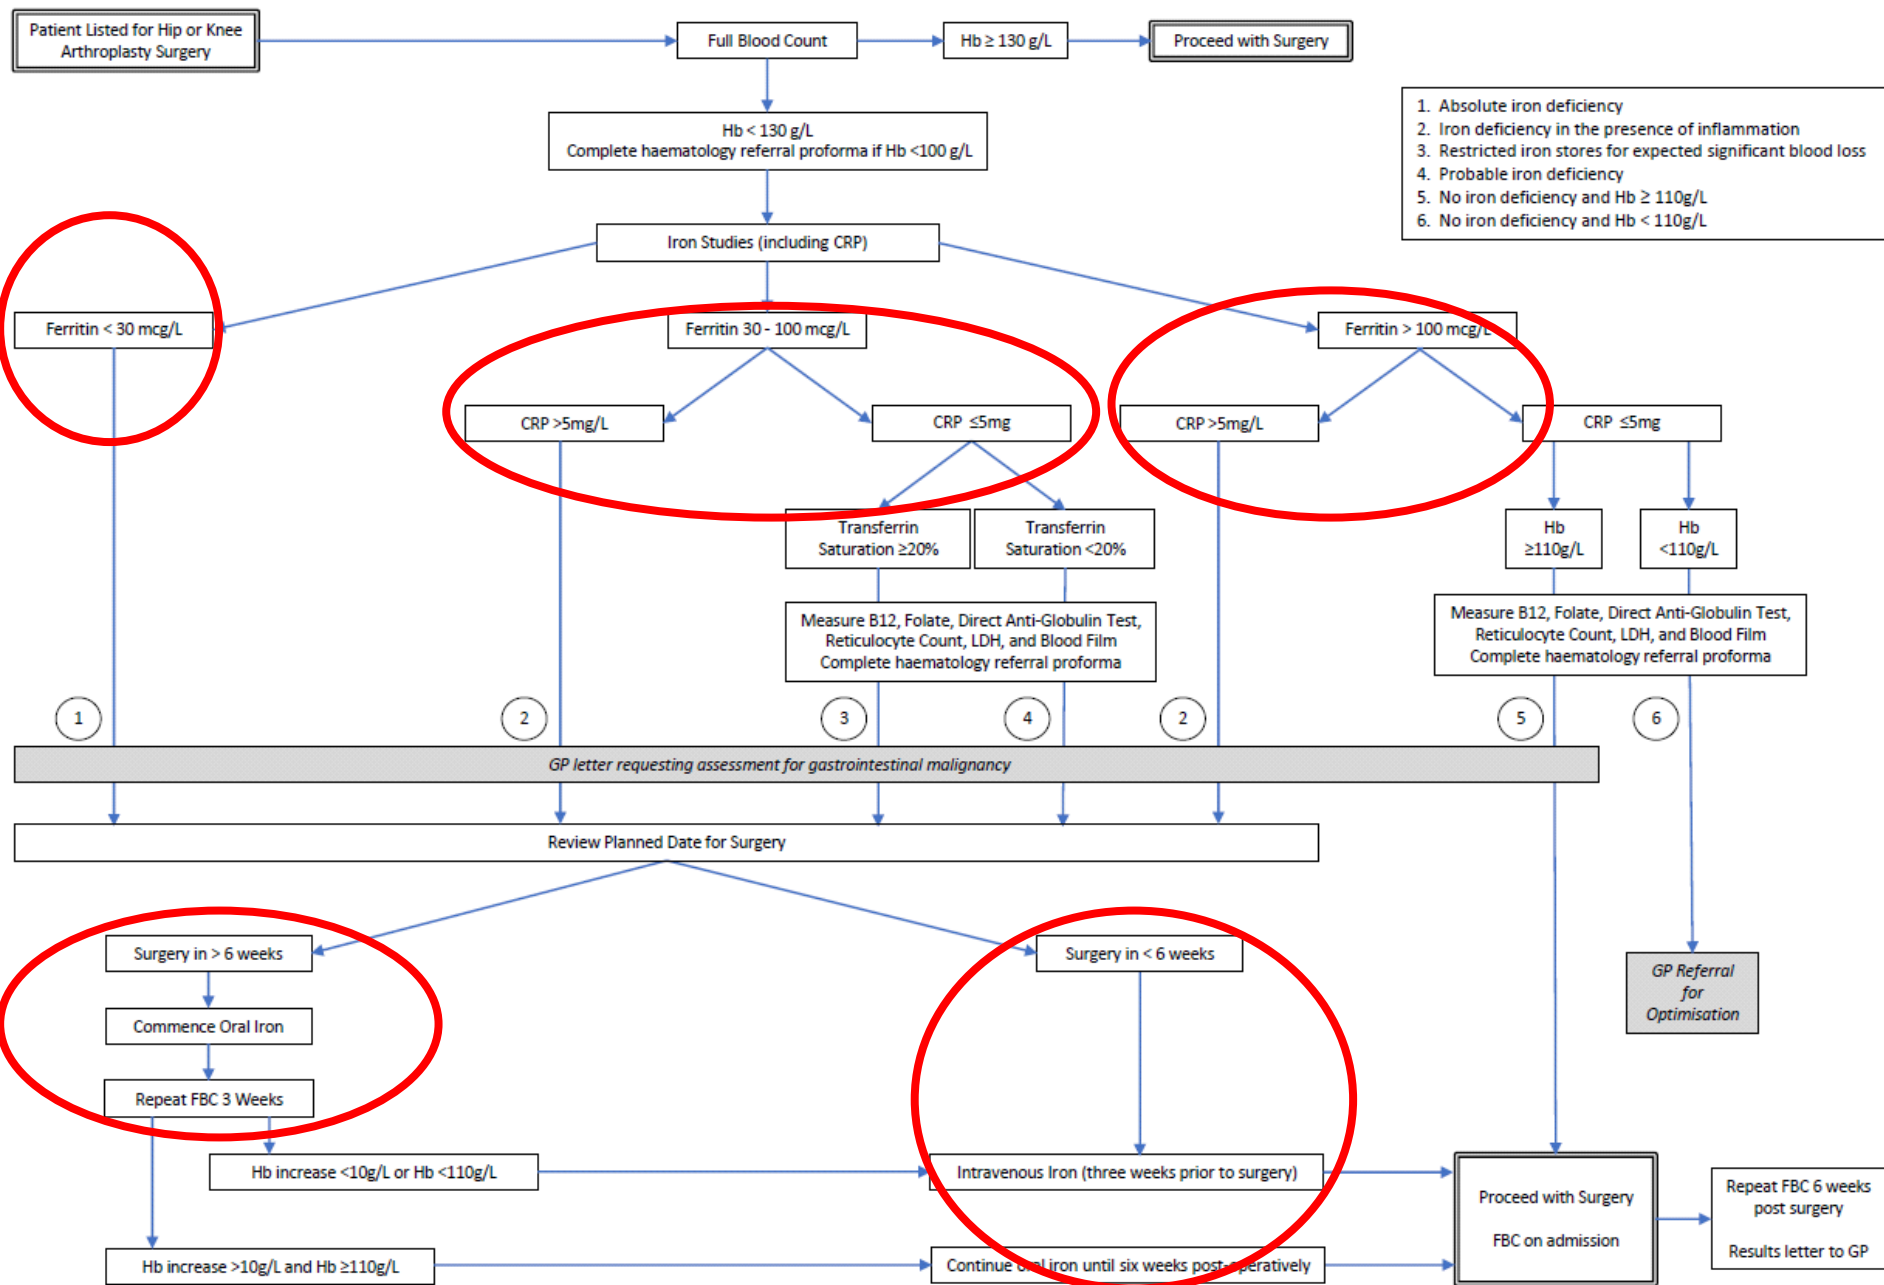 Patient Listed for Hip or Knee
Arthroplasty Surgery
Full Blood Count
Hb ≥ 130 g/L
Proceed with Surgery
1. Absolute iron deficiency
2. Iron deficiency in the presence of inflammation
3. Restricted iron stores for expected significant blood loss
4. Probable iron deficiency
5. No iron deficiency and Hb ≥ 110g/L
6. No iron deficiency and Hb < 110g/L
Hb < 130 g/L
Complete haematology referral proforma if Hb <100 g/L
Iron Studies (including CRP)
Ferritin < 30 mcg/L
Ferritin 30 - 100 mcg/L
Ferritin > 100 mcg/L
CRP >5mg/L
CRP ≤5mg
CRP >5mg/L
CRP ≤5mg
Transferrin
Saturation ≥20%
Transferrin
Saturation <20%
Hb
≥110g/L
Hb
<110g/L
Measure B12, Folate, Direct Anti-Globulin Test,
Reticulocyte Count, LDH, and Blood Film
Complete haematology referral proforma
Measure B12, Folate, Direct Anti-Globulin Test,
Reticulocyte Count, LDH, and Blood Film
Complete haematology referral proforma
1
2
3
4
2
5
6
GP letter requesting assessment for gastrointestinal malignancy
Review Planned Date for Surgery
Surgery in > 6 weeks
Surgery in < 6 weeks
GP Referral
for
Optimisation
Commence Oral Iron
Repeat FBC 3 Weeks
Hb increase <10g/L or Hb <110g/L
Intravenous Iron (three weeks prior to surgery)
Proceed with Surgery
FBC on admission
Repeat FBC 6 weeks
post surgery
Results letter to GP
Hb increase >10g/L and Hb ≥110g/L
Continue oral iron until six weeks post-operatively